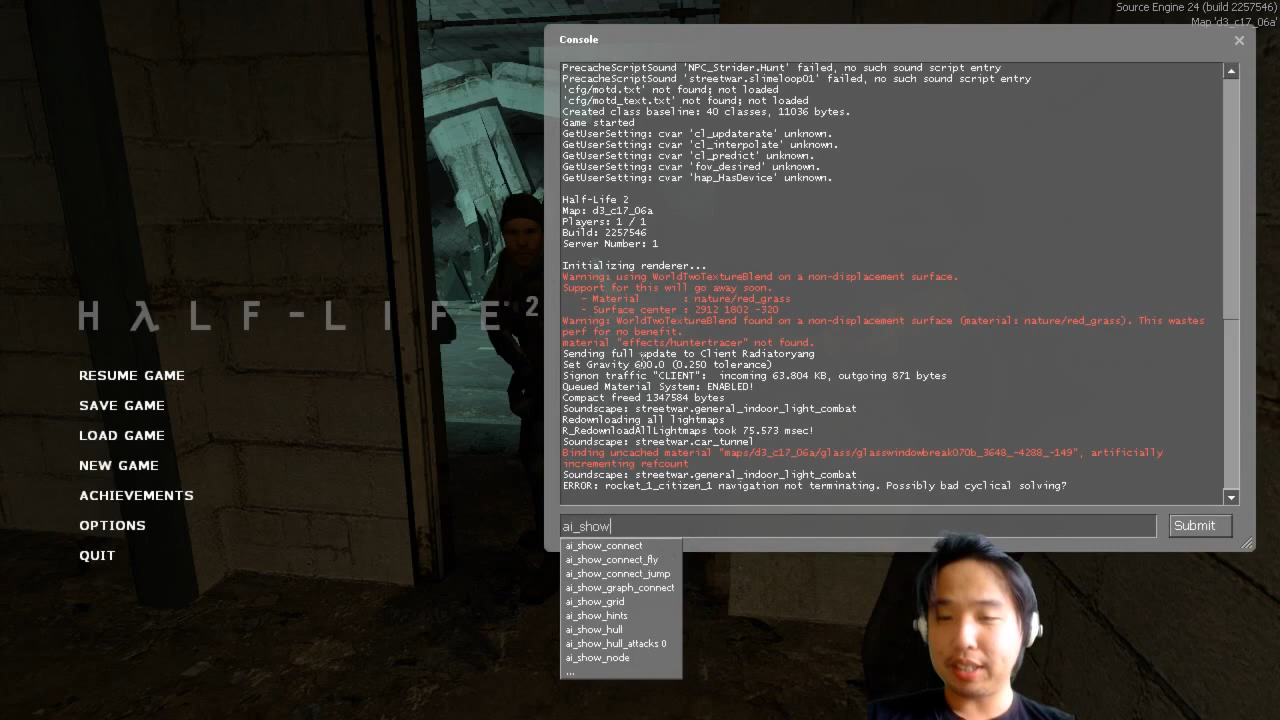 Source Engine 24 (build 2257546)
Map 'd3_c17_06a'
Console
PrecacheScriptSound 'NPC_Strider.Hunt' failed, no such sound script entry
PrecacheScriptSound 'streetwar.slimeloop01' failed, no such sound script entry
'cfg/motd.txt' not found; not loaded
'cfg/motd_text.txt' not found; not loaded
Created class baseline: 40 classes, 11036 bytes.
Game started
GetUserSetting: cvar 'cl_updaterate' unknown.
GetUserSetting: cvar 'cl_interpolate' unknown.
GetUserSetting: cvar 'cl_predict' unknown.
GetUserSetting: cvar 'fov_desired' unknown.
GetUserSetting: cvar 'hap_HasDevice' unknown.
Half-Life 2
Map: d3_c17_06a
Players: 1 / 1
Build: 2257546
Server Number: 1
Initializing renderer...
Warning: using WorldTwoTextureBlend on a non-displacement surface.
Support for this will go away soon.
- Material : nature/red_grass
- Surface center : 2912 1802 -320
Warning: WorldTwoTextureBlend found on a non-displacement surface (material: nature/red_grass). This wastes
perf for no benefit.
material "effects/huntertracer" not found.
Sending full update to Client Radiatoryang
Set Gravity 600.0 (0.250 tolerance)
Signon traffic "CLIENT": incoming 63.804 KB, outgoing 871 bytes
Queued Material System: ENABLED!
Compact freed 1347584 bytes
Soundscape: streetwar.general_indoor_light_combat
Redownloading all lightmaps
R_RedownloadAllLightmaps took 75.573 msec!
Soundscape: streetwar.car_tunnel
Binding uncached material "maps/d3_c17_06a/glass/glasswindowbreak070b_3648_-4288_-149", artificially
incrementing refcount
Soundscape: streetwar.general_indoor_light_combat
ERROR: rocket_1_citizen_1 navigation not terminating. Possibly bad cyclical solving?
ai_show
Submit
ai_show_connect
ai_show_connect_fly
ai_show_connect_jump
ai_show_graph_connect
ai_show_grid
ai_show_hints
ai_show_hull
ai_show_hull_attacks 0
ai_show_node
...
HλLF-LIFE 2
RESUME GAME
SAVE GAME
LOAD GAME
NEW GAME
ACHIEVEMENTS
OPTIONS
QUIT